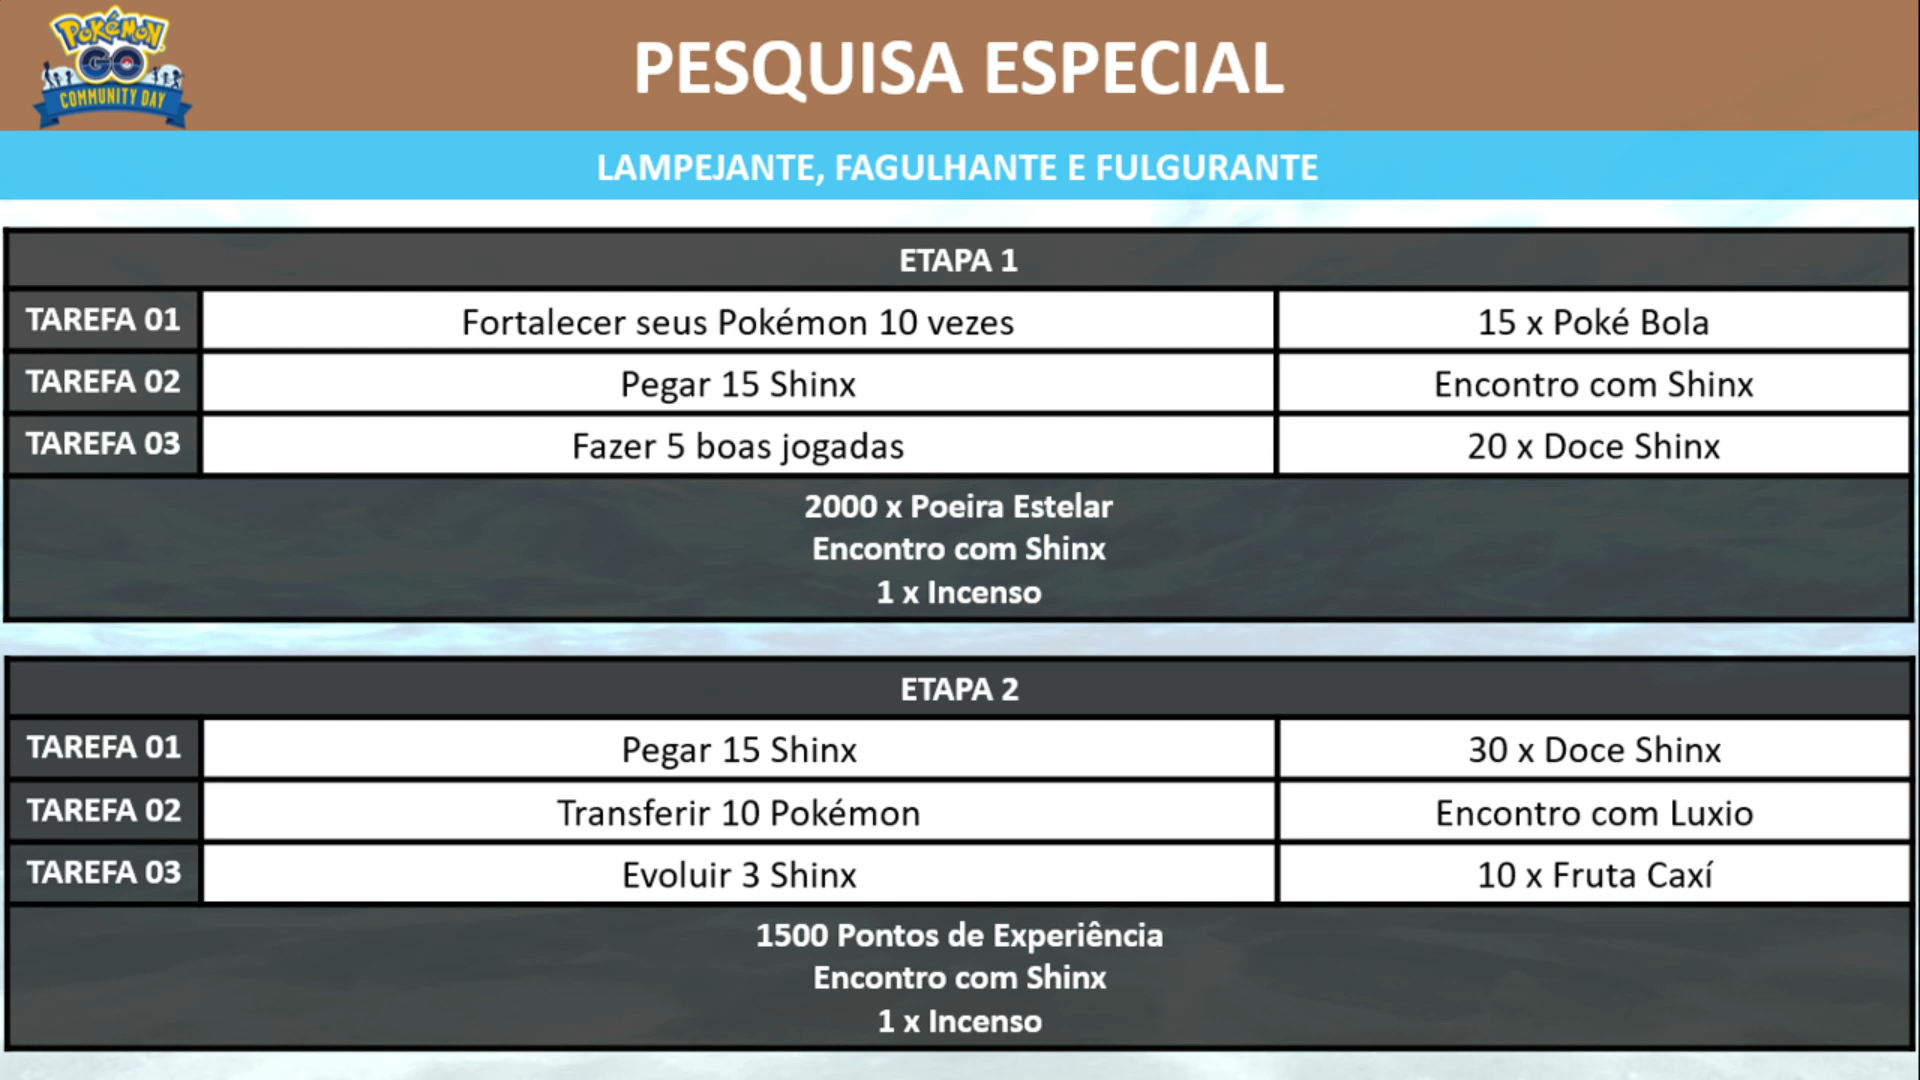 Pokémon
GO
COMMUNITY DAY
PESQUISA ESPECIAL
LAMPEJANTE, FAGULHANTE E FULGURANTE
ETAPA 1
TAREFA 01 Fortalecer seus Pokémon 10 vezes 15 x Poké Bola
TAREFA 02 Pegar 15 Shinx Encontro com Shinx
TAREFA 03 Fazer 5 boas jogadas 20 x Doce Shinx
2000 x Poeira Estelar
Encontro com Shinx
1 x Incenso
ETAPA 2
TAREFA 01 Pegar 15 Shinx 30 x Doce Shinx
TAREFA 02 Transferir 10 Pokémon Encontro com Luxio
TAREFA 03 Evoluir 3 Shinx 10 x Fruta Caxí
1500 Pontos de Experiência
Encontro com Shinx
1 x Incenso